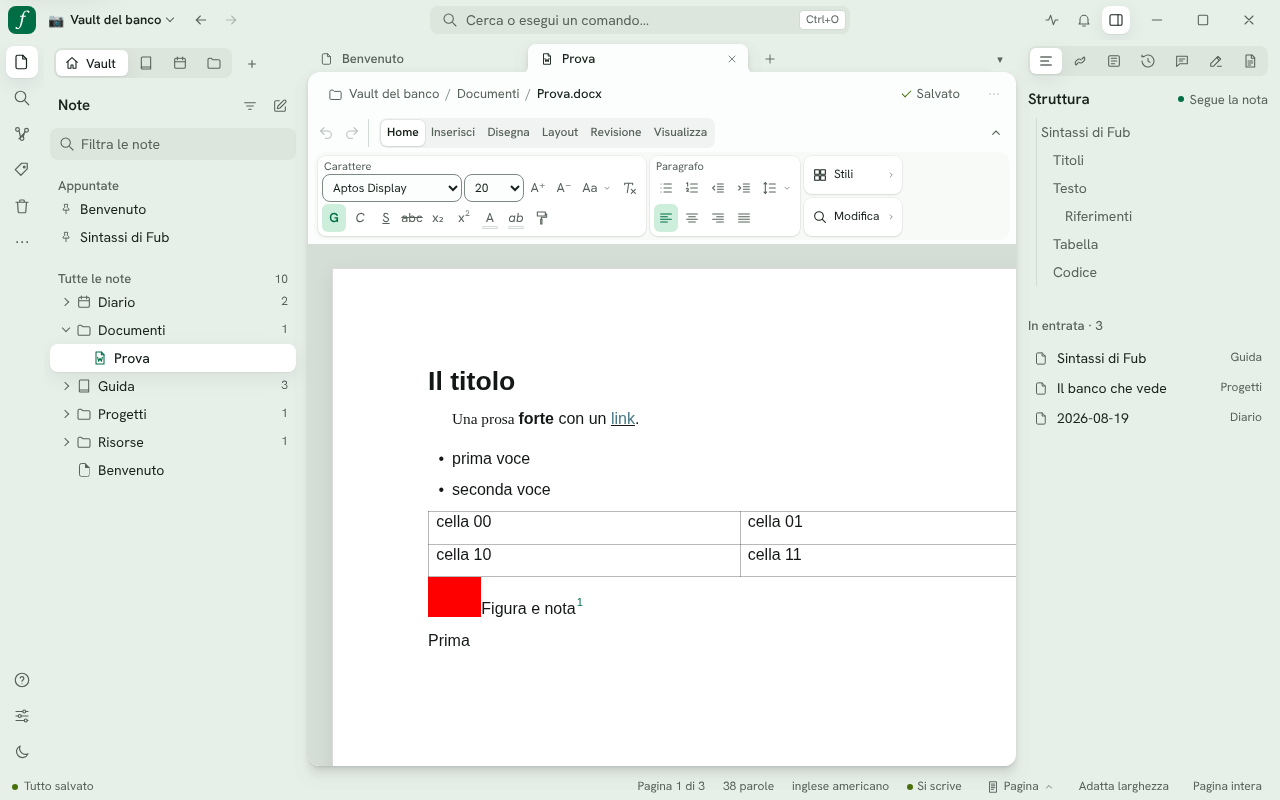 f Vault del banco
Cerca o esegui un comando… Ctrl+O
Vault
Benvenuto
Prova
Note
Filtra le note
Appuntate
Benvenuto
Sintassi di Fub
Tutte le note 10
Diario 2
Documenti 1
Prova
Guida 3
Progetti 1
Risorse 1
Benvenuto
Vault del banco / Documenti / Prova.docx
Salvato
Home Inserisci Disegna Layout Revisione Visualizza
Carattere
Aptos Display 20 A⁺ A⁻ Aa
G C S abc x₂ x² A ab
Paragrafo
Stili
Modifica
Il titolo
Una prosa forte con un link.
• prima voce
• seconda voce
cella 00 cella 01
cella 10 cella 11
Figura e nota¹
Prima
Struttura Segue la nota
Sintassi di Fub
Titoli
Testo
Riferimenti
Tabella
Codice
In entrata · 3
Sintassi di Fub Guida
Il banco che vede Progetti
2026-08-19 Diario
Tutto salvato
Pagina 1 di 3 38 parole inglese americano Si scrive Pagina Adatta larghezza Pagina intera